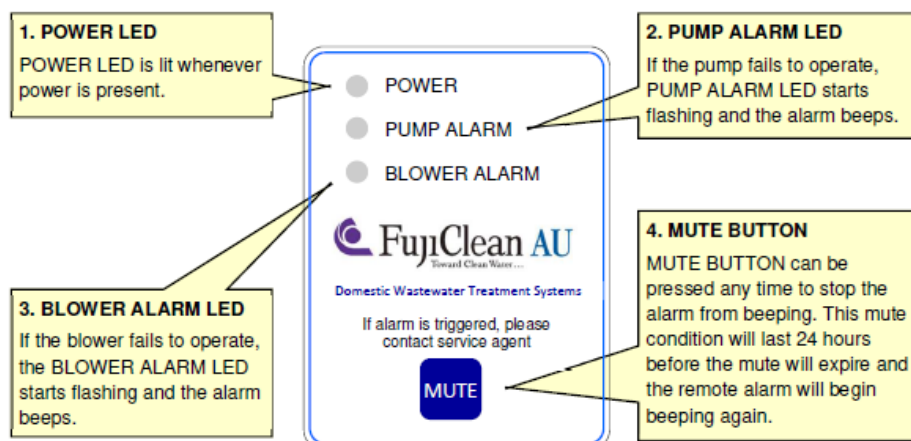 1. POWER LED
POWER LED is lit whenever
power is present.
2. PUMP ALARM LED
If the pump fails to operate,
PUMP ALARM LED starts
flashing and the alarm beeps.
POWER
PUMP ALARM
BLOWER ALARM
FujiClean AU
Toward Clean Water...
Domestic Wastewater Treatment Systems
If alarm is triggered, please
contact service agent
MUTE
3. BLOWER ALARM LED
If the blower fails to operate,
the BLOWER ALARM LED
starts flashing and the alarm
beeps.
4. MUTE BUTTON
MUTE BUTTON can be
pressed any time to stop the
alarm from beeping. This mute
condition will last 24 hours
before the mute will expire and
the remote alarm will begin
beeping again.